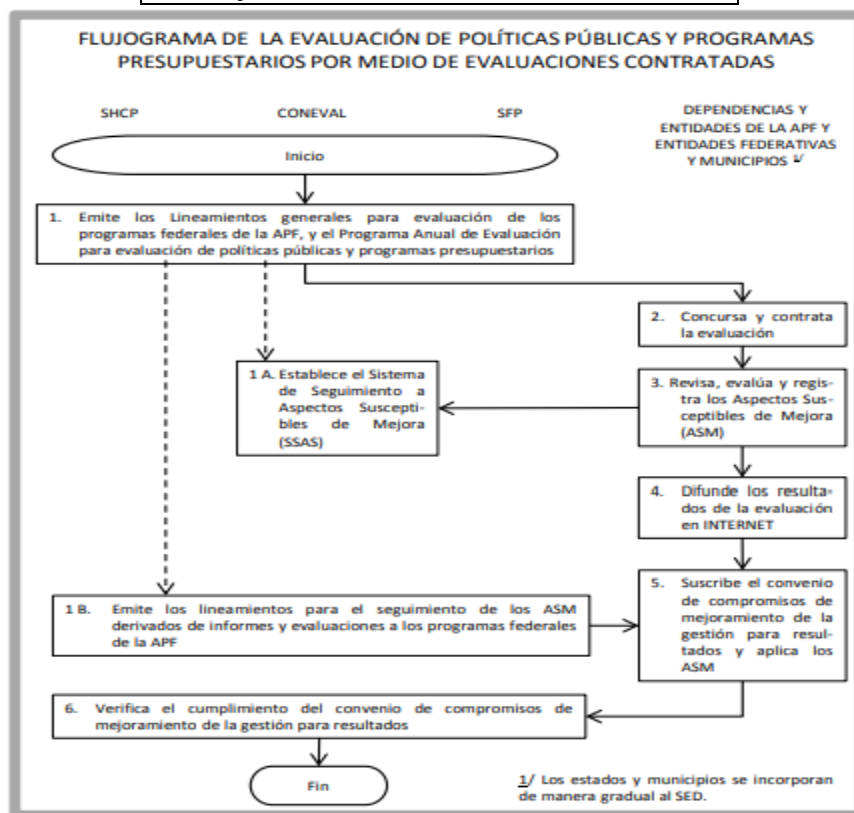 FLUJOGRAMA DE LA EVALUACIÓN DE POLÍTICAS PÚBLICAS Y PROGRAMAS
PRESUPUESTARIOS POR MEDIO DE EVALUACIONES CONTRATADAS
SHCP
CONEVAL
SFP
DEPENDENCIAS Y
ENTIDADES DE LA APF Y
ENTIDADES FEDERATIVAS
Y MUNICIPIOS 1/
Inicio
1. Emite los Lineamientos generales para evaluación de los
programas federales de la APF, y el Programa Anual de Evaluación
para evaluación de políticas públicas y programas presupuestarios
2. Concursa y contrata
la evaluación
1 A. Establece el Sistema
de Seguimiento a
Aspectos Suscepti-
bles de Mejora
(SSAS)
3. Revisa, evalúa y regis-
tra los Aspectos Sus-
ceptibles de Mejora
(ASM)
4. Difunde los resulta-
dos de la evaluación
en INTERNET
1 B. Emite los lineamientos para el seguimiento de los ASM
derivados de informes y evaluaciones a los programas federales
de la APF
5. Suscribe el convenio
de compromisos de
mejoramiento de la
gestión para resul-
tados y aplica los
ASM
6. Verifica el cumplimiento del convenio de compromisos de
mejoramiento de la gestión para resultados
Fin
1/ Los estados y municipios se incorporan
de manera gradual al SED.